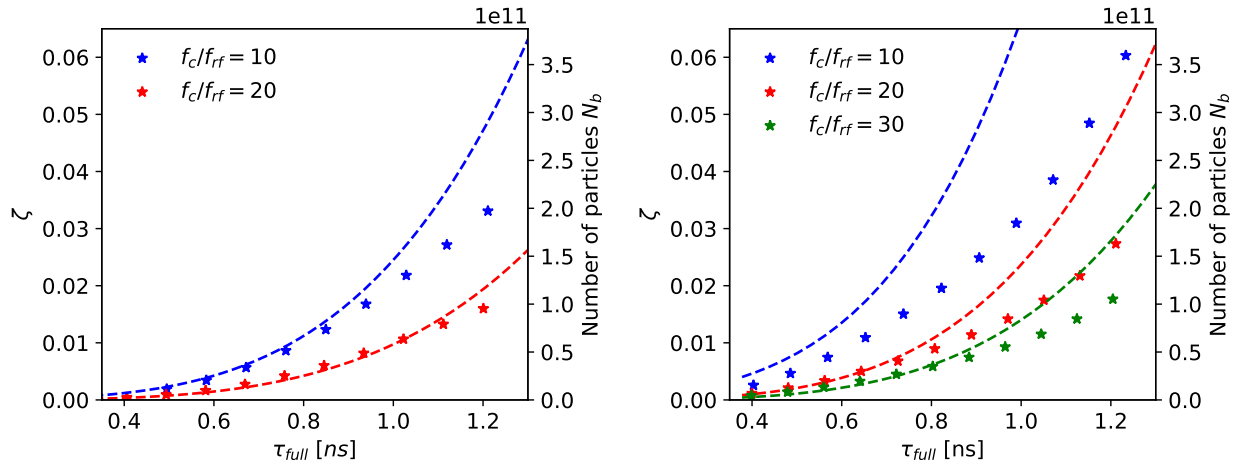 1e11
f_c/f_rf = 10
f_c/f_rf = 20
ζ
0.06
0.05
0.04
0.03
0.02
0.01
0.00
0.4 0.6 0.8 1.0 1.2
τ_full [ns]
3.5
3.0
2.5
2.0
1.5
1.0
0.5
0.0
Number of particles N_b
1e11
f_c/f_rf = 10
f_c/f_rf = 20
f_c/f_rf = 30
ζ
0.06
0.05
0.04
0.03
0.02
0.01
0.00
0.4 0.6 0.8 1.0 1.2
τ_full [ns]
3.5
3.0
2.5
2.0
1.5
1.0
0.5
0.0
Number of particles N_b